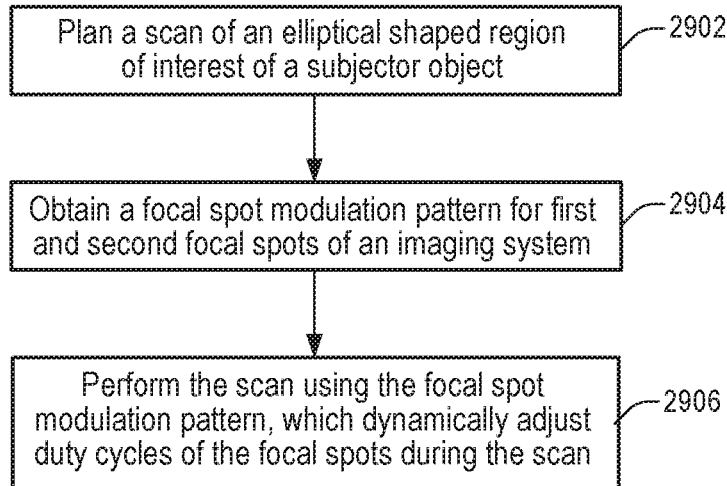 Plan a scan of an elliptical shaped region
of interest of a subjector object
2902
Obtain a focal spot modulation pattern for first
and second focal spots of an imaging system
2904
Perform the scan using the focal spot
modulation pattern, which dynamically adjust
duty cycles of the focal spots during the scan
2906